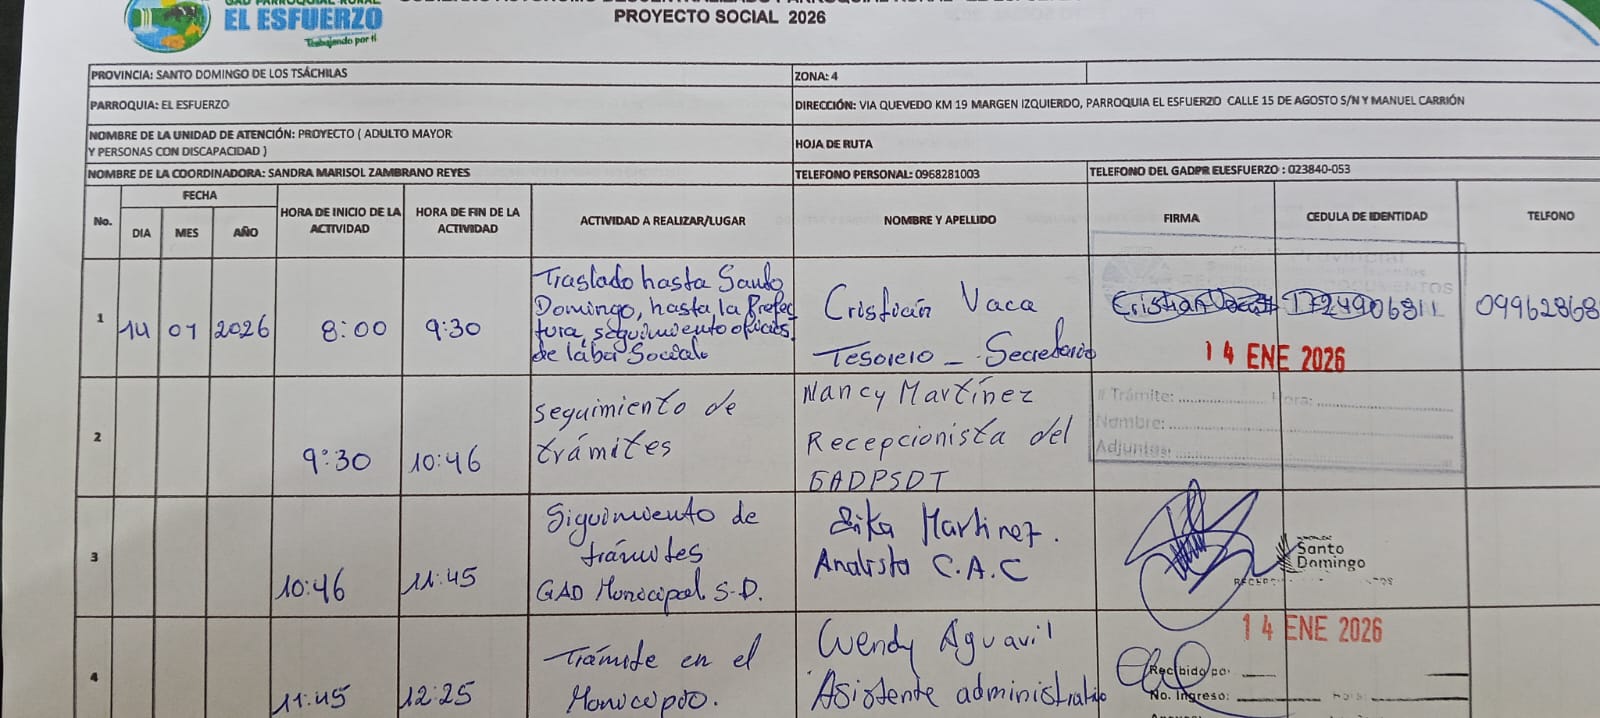 GAD PARROQUIAL RURAL
EL ESFUERZO
Trabajando por ti
PROYECTO SOCIAL 2026
PROVINCIA: SANTO DOMINGO DE LOS TSÁCHILAS
ZONA: 4
PARROQUIA: EL ESFUERZO
DIRECCIÓN: VIA QUEVEDO KM 19 MARGEN IZQUIERDO, PARROQUIA EL ESFUERZO CALLE 15 DE AGOSTO S/N Y MANUEL CARRIÓN
NOMBRE DE LA UNIDAD DE ATENCIÓN: PROYECTO ( ADULTO MAYOR
Y PERSONAS CON DISCAPACIDAD )
HOJA DE RUTA
NOMBRE DE LA COORDINADORA: SANDRA MARISOL ZAMBRANO REYES
TELEFONO PERSONAL: 0968281003
TELEFONO DEL GADPR ELESFUERZO : 023840-053
No.
FECHA
DIA
MES
AÑO
HORA DE INICIO DE LA
ACTIVIDAD
HORA DE FIN DE LA
ACTIVIDAD
ACTIVIDAD A REALIZAR/LUGAR
NOMBRE Y APELLIDO
FIRMA
CEDULA DE IDENTIDAD
TELFONO
1
14
01
2026
8:00
9:30
Traslado hasta Santo
Domingo, hasta la Prefec
tura, seguimiento oficios
de labor Social
Cristian Vaca
Tesorero - Secretario
Cristian Vaca
1724906811
09962868
14 ENE 2026
2
9:30
10:46
seguimiento de
trámites
Nancy Martínez
Recepcionista del
GADPSDT
# Trámite: Hora:
Nombre:
Adjuntos:
3
10:46
11:45
Siguimiento de
trámites
GAD Municipal S-D.
Martinez.
Analista C.A.C
Santo
Domingo
14 ENE 2026
4
11:45
12:25
Trámite en el
Municipio.
Wendy Aguavil
Asistente administrativo
Recibido por:
No. Ingreso: